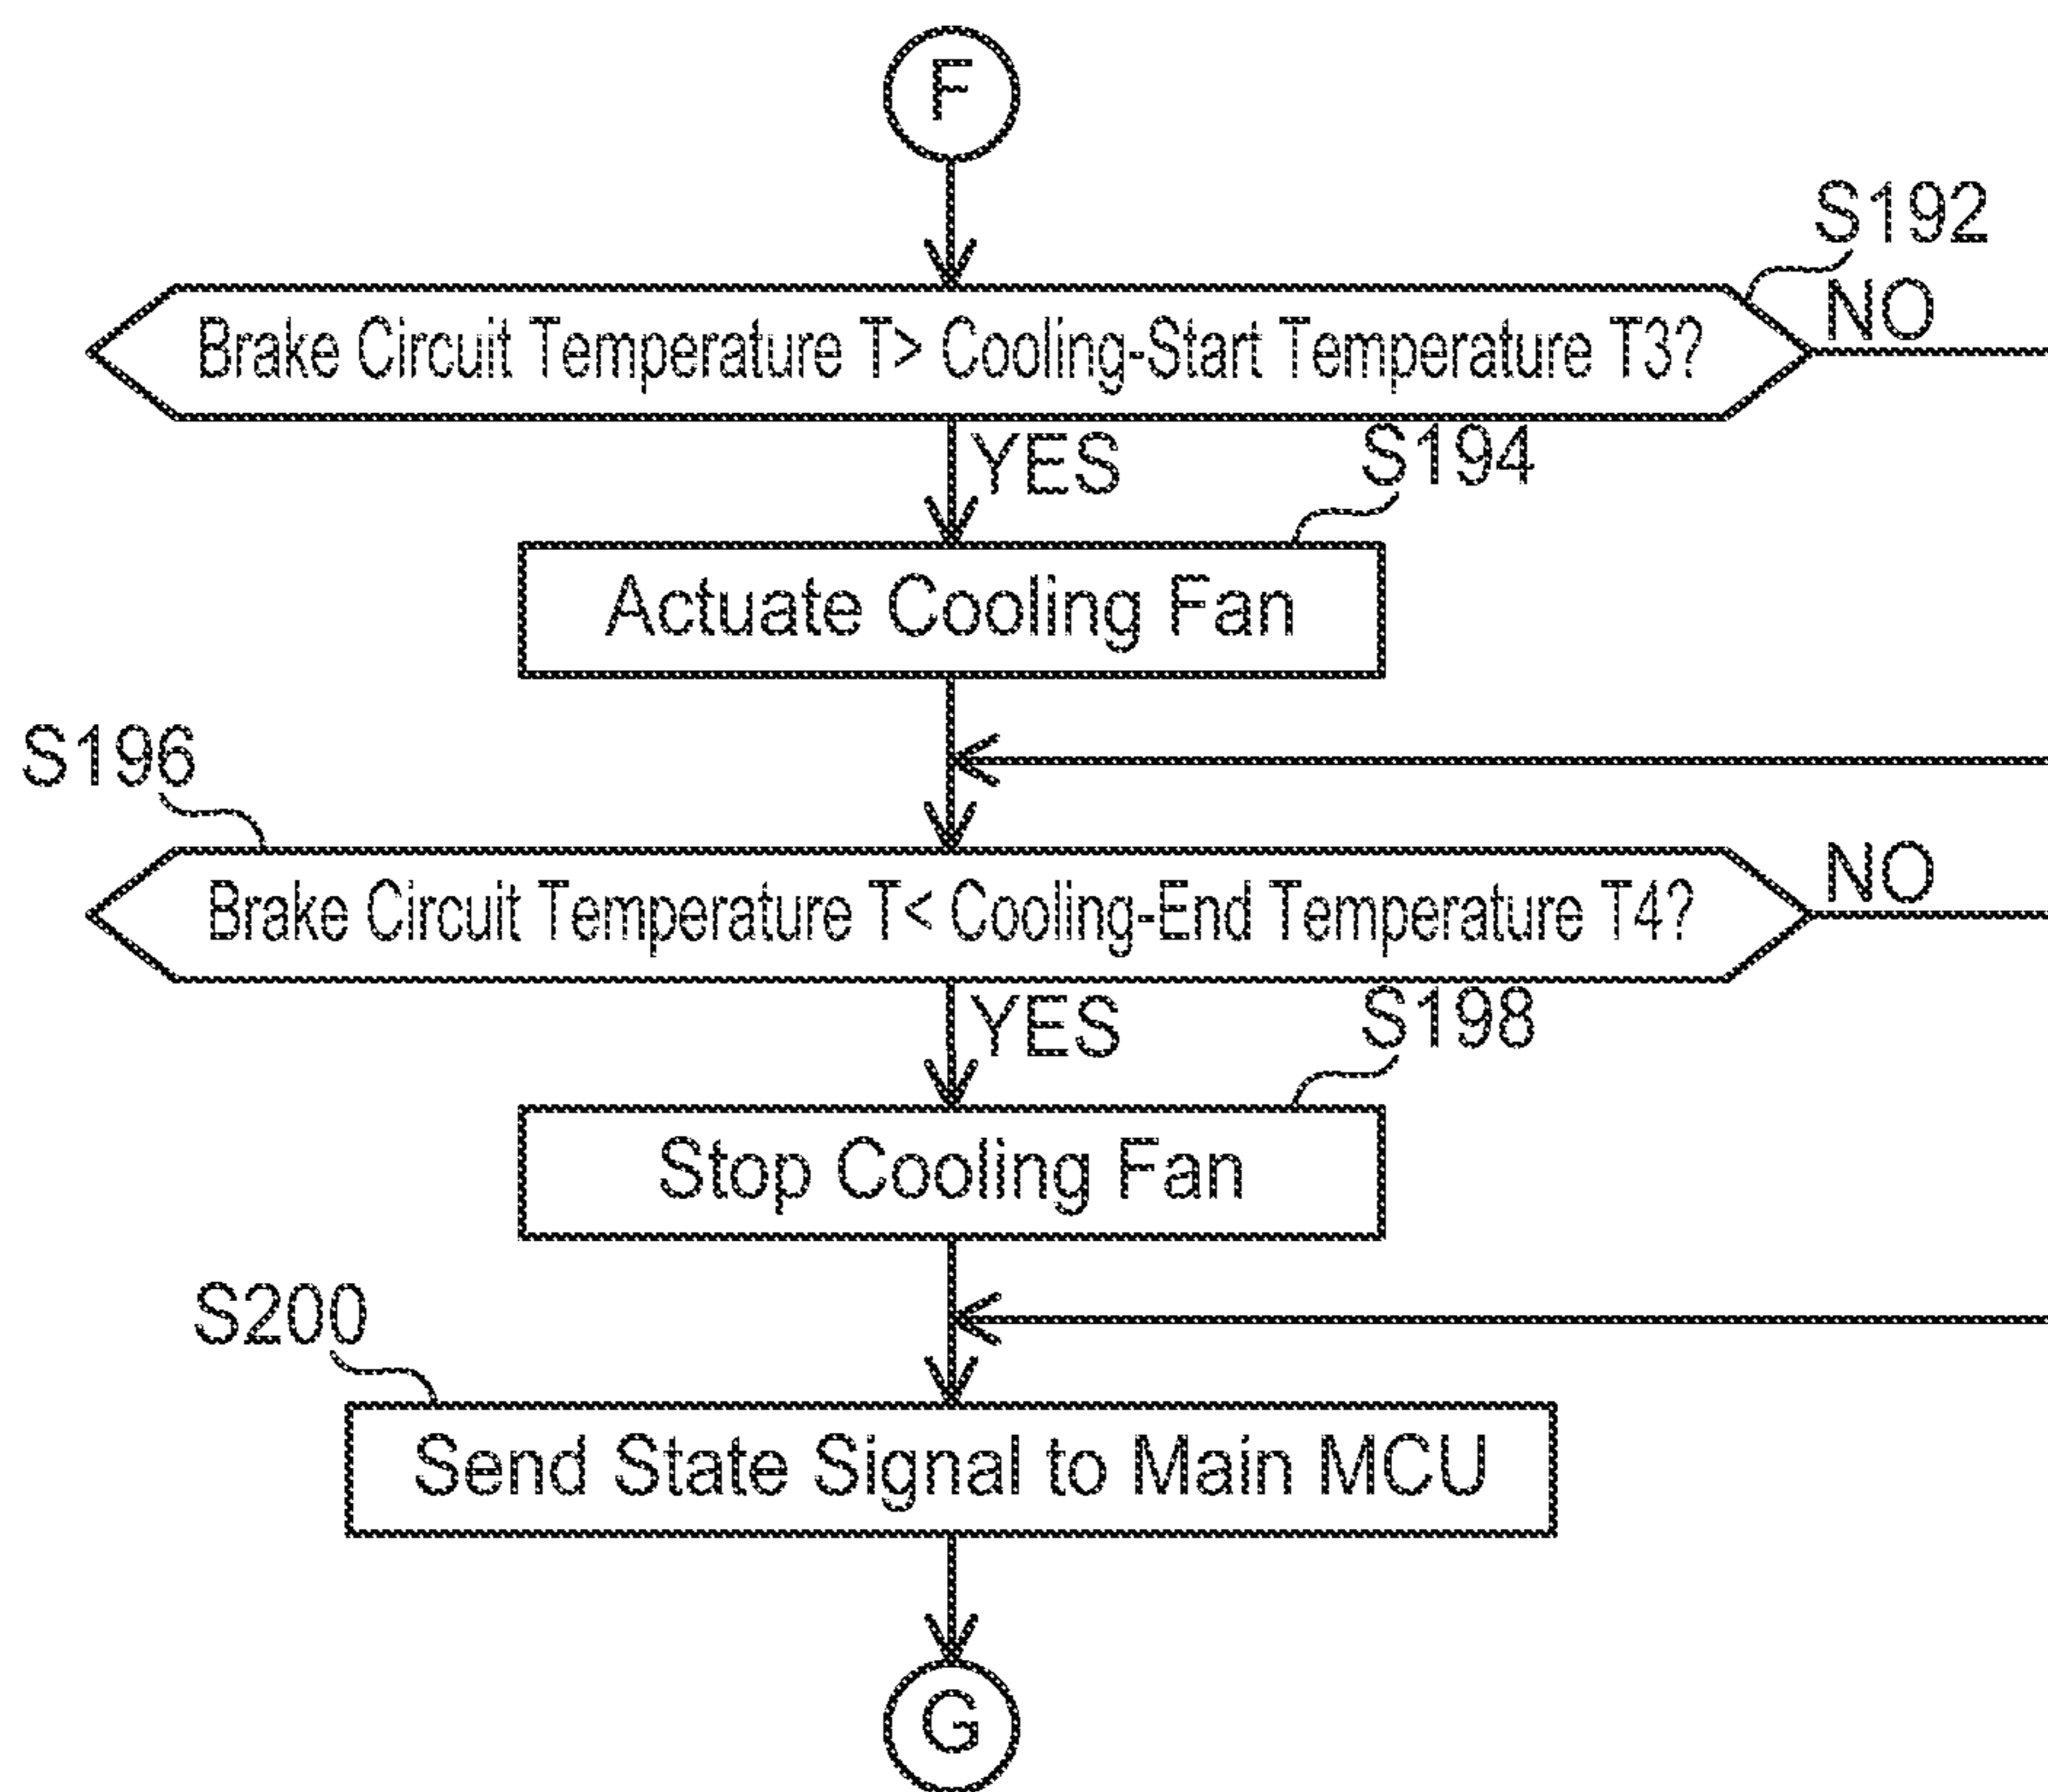 F
S192
Brake Circuit Temperature T> Cooling-Start Temperature T3?
NO
YES
S194
Actuate Cooling Fan
S196
Brake Circuit Temperature T< Cooling-End Temperature T4?
NO
YES
S198
Stop Cooling Fan
S200
Send State Signal to Main MCU
G